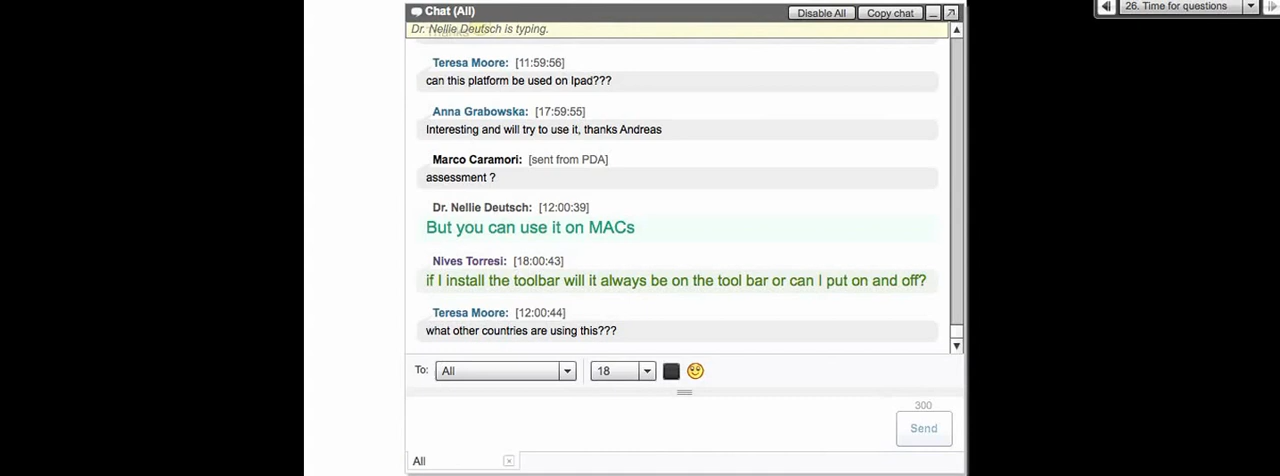 Chat (All)
Disable All
Copy chat
26. Time for questions
Dr. Nellie Deutsch is typing.
Teresa Moore: [11:59:56]
can this platform be used on Ipad???
Anna Grabowska: [17:59:55]
Interesting and will try to use it, thanks Andreas
Marco Caramori: [sent from PDA]
assessment ?
Dr. Nellie Deutsch: [12:00:39]
But you can use it on MACs
Nives Torresi: [18:00:43]
if I install the toolbar will it always be on the tool bar or can I put on and off?
Teresa Moore: [12:00:44]
what other countries are using this???
To: All 18
300
Send
All